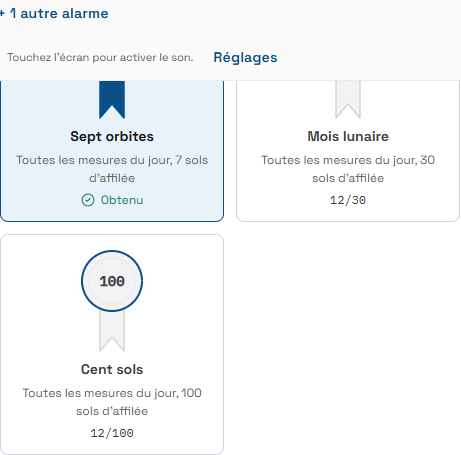 + 1 autre alarme
Touchez l'écran pour activer le son. Réglages
Sept orbites
Toutes les mesures du jour, 7 sols
d'affilée
Obtenu
Mois lunaire
Toutes les mesures du jour, 30
sols d'affilée
12/30
100
Cent sols
Toutes les mesures du jour, 100
sols d'affilée
12/100